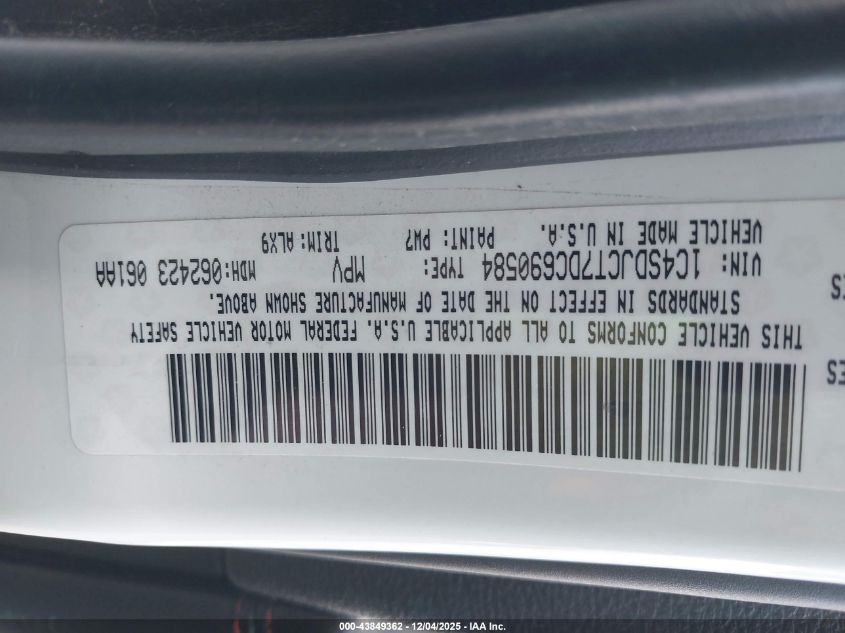 THIS VEHICLE CONFORMS TO ALL APPLICABLE U.S.A. FEDERAL MOTOR VEHICLE SAFETY
STANDARDS IN EFFECT ON THE DATE OF MANUFACTURE SHOWN ABOVE.
VIN: 1C4SDJCT7DC690584 TYPE: MPV MDH:062423 061AA
VEHICLE MADE IN U.S.A. PAINT: PW7 TRIM:ALX9
ES
TS
000-43849362 - 12/04/2025 - IAA Inc.